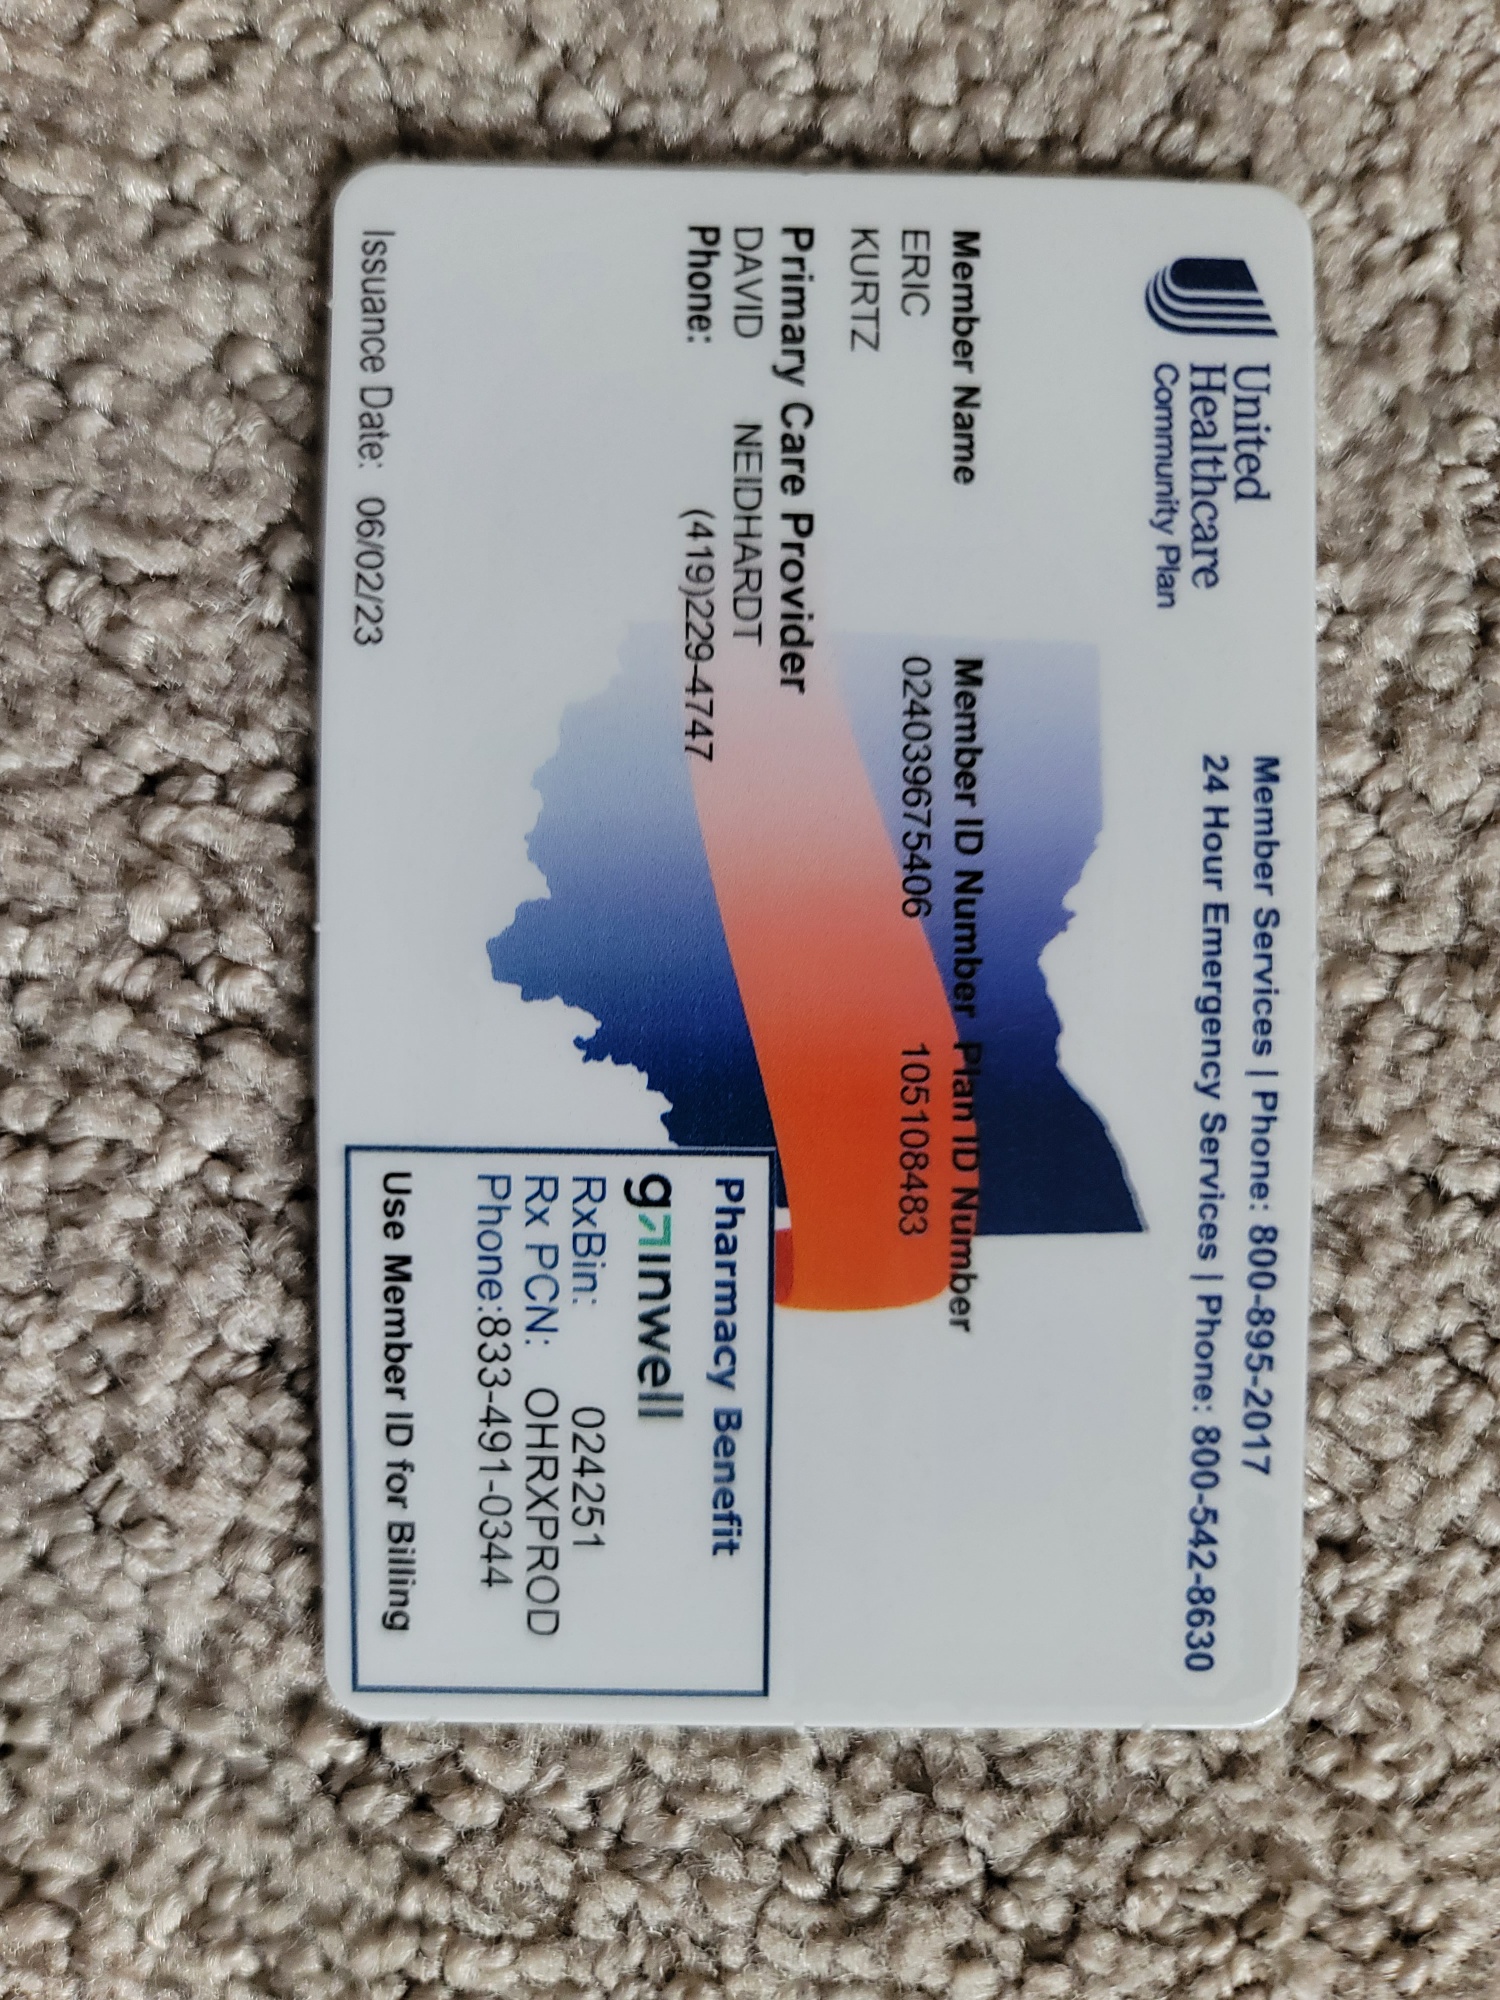 United
Healthcare
Community Plan
Member Services | Phone: 800-895-2017
24 Hour Emergency Services | Phone: 800-542-8630
Member Name Member ID Number Plan ID Number
ERIC 024039675406 105108483
KURTZ
Primary Care Provider
DAVID NEIDHARDT
Phone: (419)229-4747
Pharmacy Benefit
gainwell
RxBin: 024251
Rx PCN: OHRXPROD
Phone:833-491-0344
Use Member ID for Billing
Issuance Date: 06/02/23